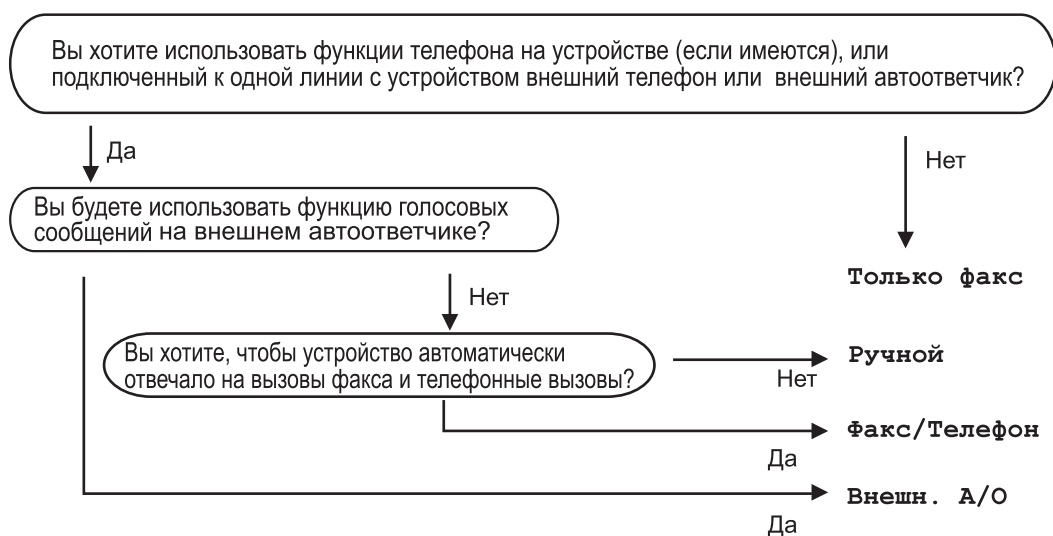 Вы хотите использовать функции телефона на устройстве (если имеются), или
подключенный к одной линии с устройством внешний телефон или внешний автоответчик?
Да
Нет
Вы будете использовать функцию голосовых
сообщений на внешнем автоответчике?
Только факс
Нет
Вы хотите, чтобы устройство автоматически
отвечало на вызовы факса и телефонные вызовы?
Нет
Ручной
Да
Факс/Телефон
Да
Внешн. А/О